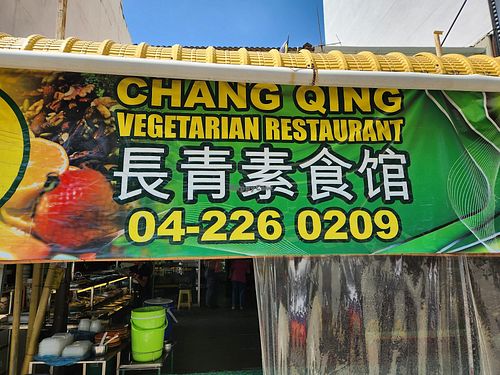 CHANG QING
VEGETARIAN RESTAURANT
長青素食馆
04-226 0209